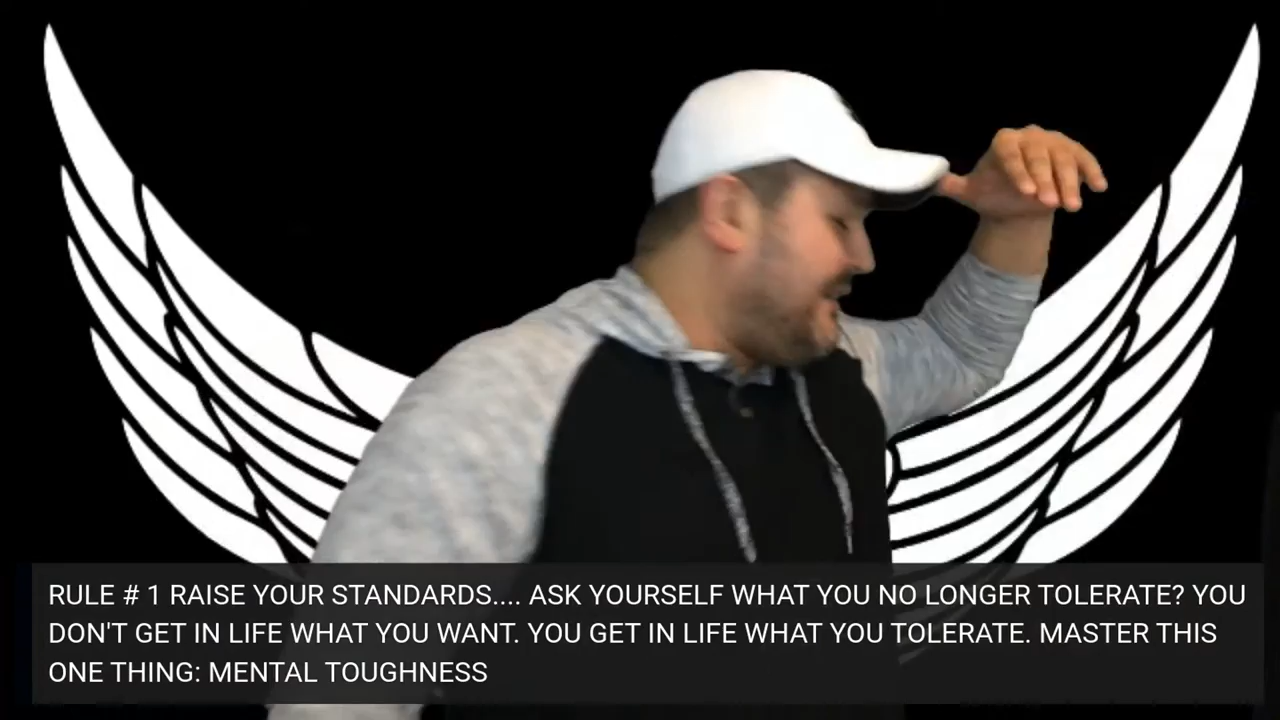 RULE # 1 RAISE YOUR STANDARDS.... ASK YOURSELF WHAT YOU NO LONGER TOLERATE? YOU
DON'T GET IN LIFE WHAT YOU WANT. YOU GET IN LIFE WHAT YOU TOLERATE. MASTER THIS
ONE THING: MENTAL TOUGHNESS